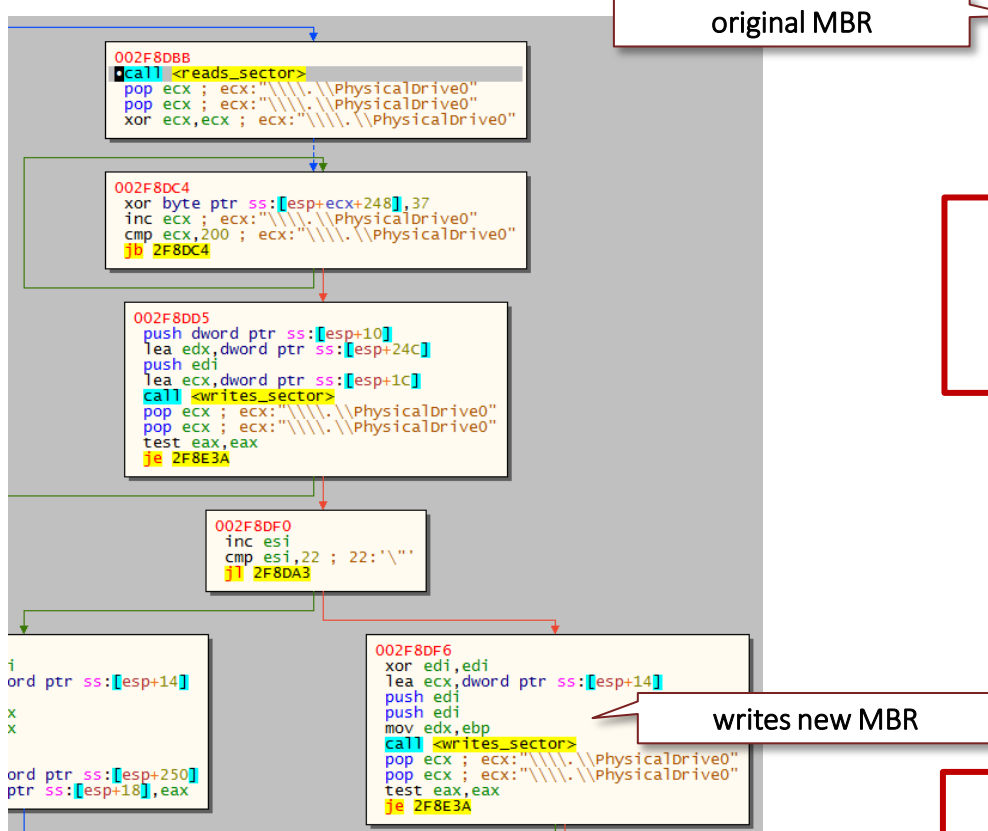 original MBR
002F8DBB
call <reads_sector>
pop ecx ; ecx:"\\\\.\\PhysicalDrive0"
pop ecx ; ecx:"\\\\.\\PhysicalDrive0"
xor ecx,ecx ; ecx:"\\\\.\\PhysicalDrive0"
002F8DC4
xor byte ptr ss:[esp+ecx+248],37
inc ecx ; ecx:"\\\\.\\PhysicalDrive0"
cmp ecx,200 ; ecx:"\\\\.\\PhysicalDrive0"
jb 2F8DC4
002F8DD5
push dword ptr ss:[esp+10]
lea edx,dword ptr ss:[esp+24C]
push edi
lea ecx,dword ptr ss:[esp+1C]
call <writes_sector>
pop ecx ; ecx:"\\\\.\\PhysicalDrive0"
pop ecx ; ecx:"\\\\.\\PhysicalDrive0"
test eax,eax
je 2F8E3A
002F8DF0
inc esi
cmp esi,22 ; 22:'\"'
jl 2F8DA3
i
ord ptr ss:[esp+14]
x
x
ord ptr ss:[esp+250]
ptr ss:[esp+18],eax
002F8DF6
xor edi,edi
lea ecx,dword ptr ss:[esp+14]
push edi
push edi
mov edx,ebp
call <writes_sector>
pop ecx ; ecx:"\\\\.\\PhysicalDrive0"
pop ecx ; ecx:"\\\\.\\PhysicalDrive0"
test eax,eax
je 2F8E3A
writes new MBR